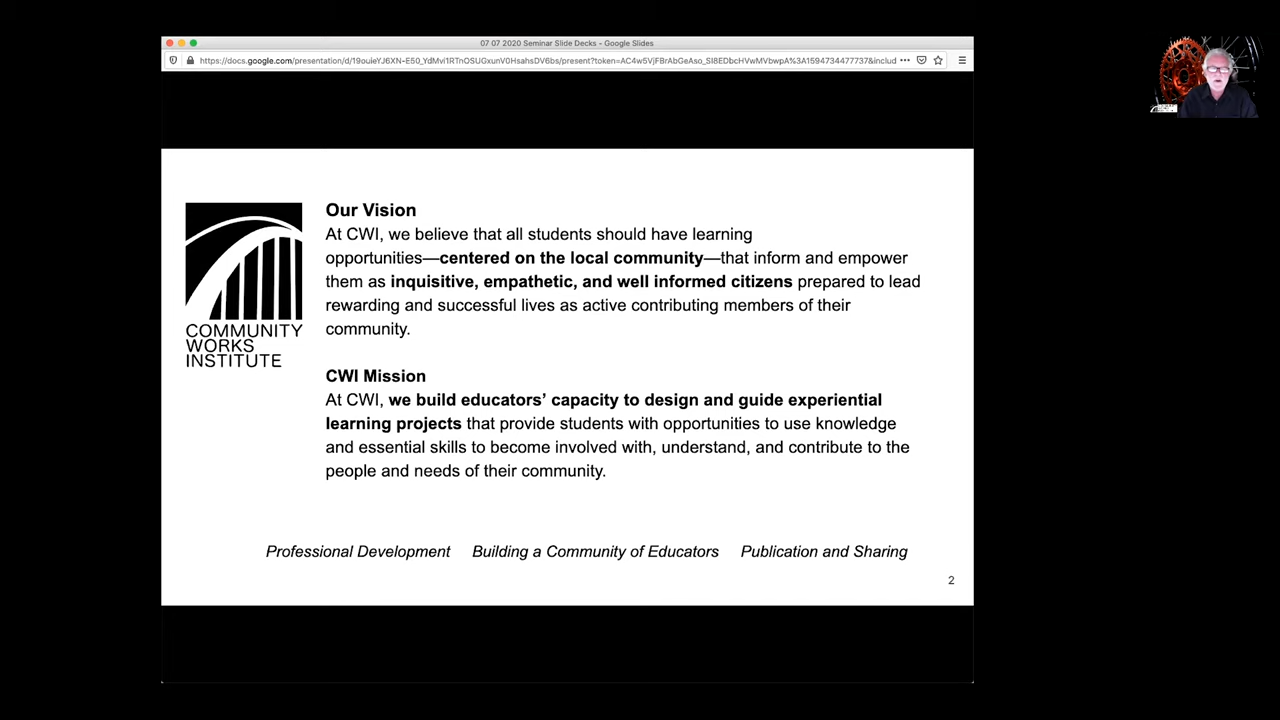 07 07 2020 Seminar Slide Decks - Google Slides
Our Vision
At CWI, we believe that all students should have learning
opportunities—centered on the local community—that inform and empower
them as inquisitive, empathetic, and well informed citizens prepared to lead
rewarding and successful lives as active contributing members of their
community.
COMMUNITY
WORKS
INSTITUTE
CWI Mission
At CWI, we build educators’ capacity to design and guide experiential
learning projects that provide students with opportunities to use knowledge
and essential skills to become involved with, understand, and contribute to the
people and needs of their community.
Professional Development Building a Community of Educators Publication and Sharing
2